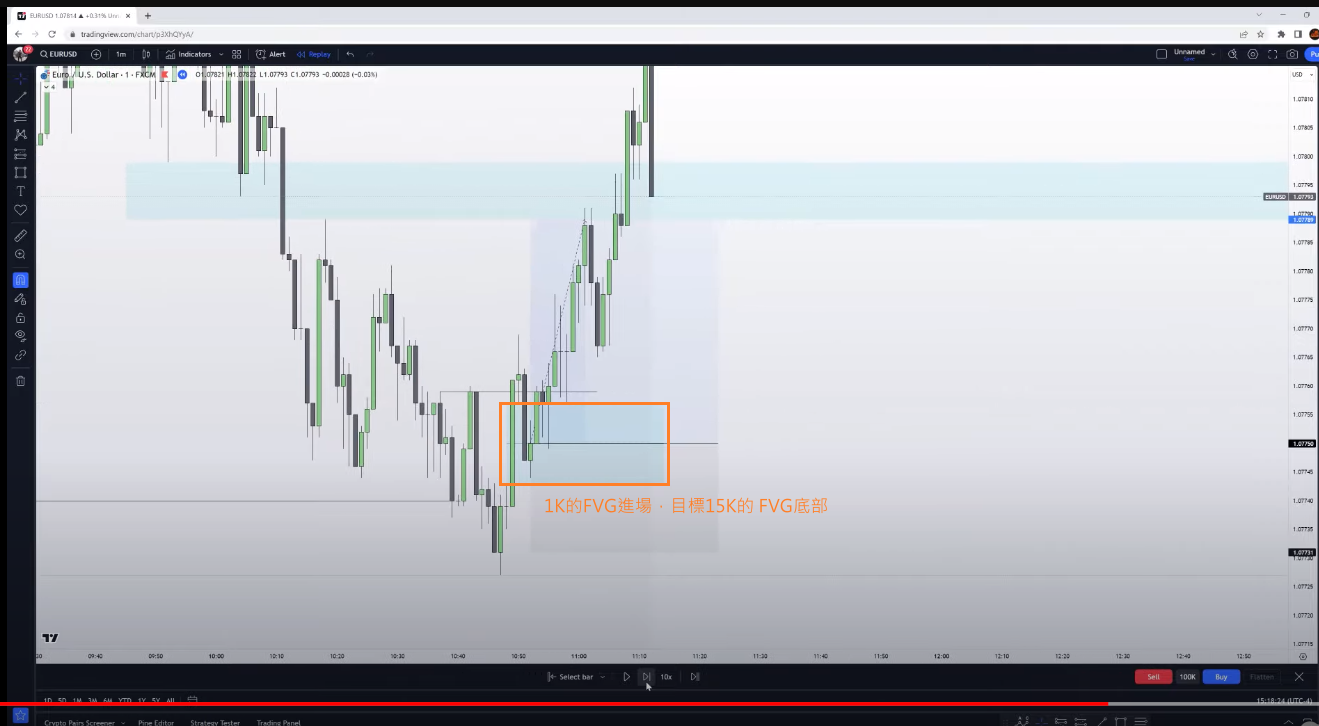 EURUSD 1.07814 ▲ +0.31% Unn
tradingview.com/chart/p3XhQYyA/
22
EURUSD
1m
Indicators
Alert
Replay
Unnamed
Save
Euro / U.S. Dollar · 1 · FXCM
O1.07821 H1.07822 L1.07793 C1.07793 −0.00028 (−0.03%)
4
USD
1.07810
1.07805
1.07800
1.07795
EURUSD 1.07793
1.07790
1.07789
1.07785
1.07780
1.07775
1.07770
1.07765
1.07760
1.07755
1.07750
1.07745
1K的FVG進場,目標15K的 FVG底部
1.07740
1.07735
1.07731
1.07730
1.07725
1.07720
1.07715
09:40 09:50 10:00 10:10 10:20 10:30 10:40 10:50 11:00 11:10 11:20 11:30 11:40 11:50 12:00 12:10 12:20 12:30 12:40 12:50
Select bar
10x
Sell 100K Buy Flatten
1D 5D 1M 3M 6M YTD 1Y 5Y All
15:18:24 (UTC-4)
Crypto Pairs Screener Pine Editor Strategy Tester Trading Panel